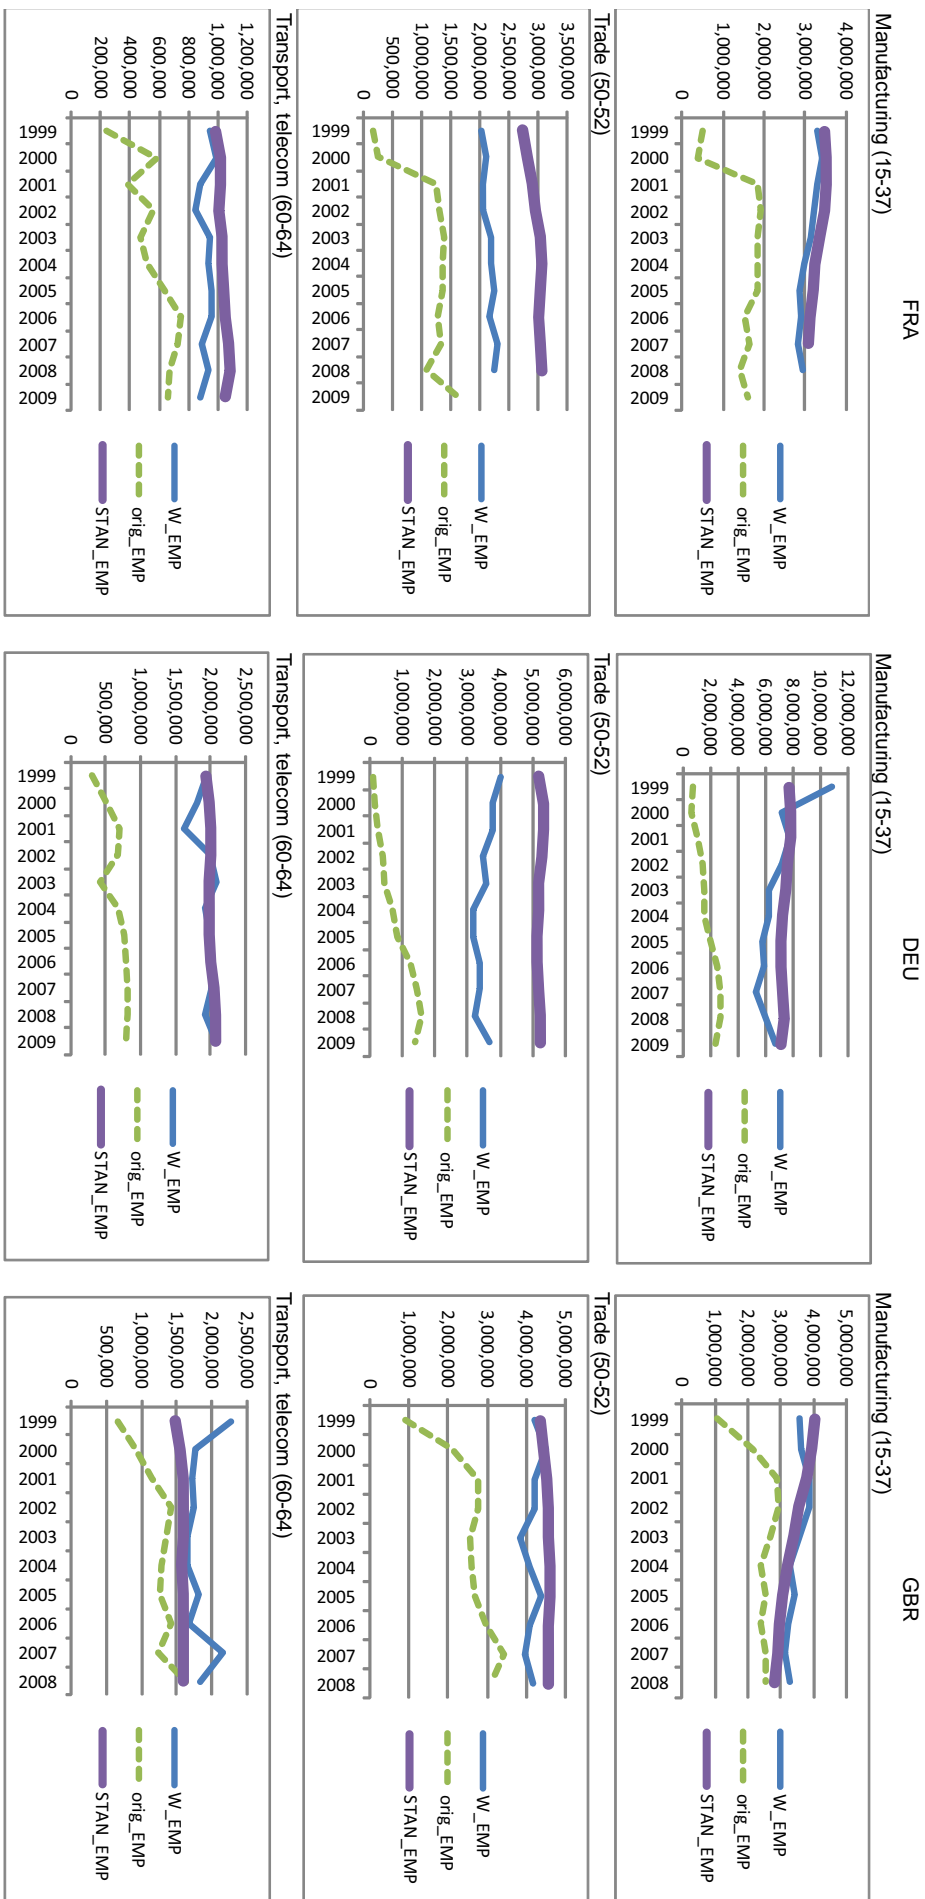 FRA
Manufacturing (15-37)
4,000,000
3,000,000
2,000,000
1,000,000
0
1999 2000 2001 2002 2003 2004 2005 2006 2007 2008 2009
W_EMP
orig_EMP
STAN_EMP
Trade (50-52)
3,500,000
3,000,000
2,500,000
2,000,000
1,500,000
1,000,000
500,000
0
1999 2000 2001 2002 2003 2004 2005 2006 2007 2008 2009
W_EMP
orig_EMP
STAN_EMP
Transport, telecom (60-64)
1,200,000
1,000,000
800,000
600,000
400,000
200,000
0
1999 2000 2001 2002 2003 2004 2005 2006 2007 2008 2009
W_EMP
orig_EMP
STAN_EMP
DEU
Manufacturing (15-37)
12,000,000
10,000,000
8,000,000
6,000,000
4,000,000
2,000,000
0
1999 2000 2001 2002 2003 2004 2005 2006 2007 2008 2009
W_EMP
orig_EMP
STAN_EMP
Trade (50-52)
6,000,000
5,000,000
4,000,000
3,000,000
2,000,000
1,000,000
0
1999 2000 2001 2002 2003 2004 2005 2006 2007 2008 2009
W_EMP
orig_EMP
STAN_EMP
Transport, telecom (60-64)
2,500,000
2,000,000
1,500,000
1,000,000
500,000
0
1999 2000 2001 2002 2003 2004 2005 2006 2007 2008 2009
W_EMP
orig_EMP
STAN_EMP
GBR
Manufacturing (15-37)
5,000,000
4,000,000
3,000,000
2,000,000
1,000,000
0
1999 2000 2001 2002 2003 2004 2005 2006 2007 2008
W_EMP
orig_EMP
STAN_EMP
Trade (50-52)
5,000,000
4,000,000
3,000,000
2,000,000
1,000,000
0
1999 2000 2001 2002 2003 2004 2005 2006 2007 2008
W_EMP
orig_EMP
STAN_EMP
Transport, telecom (60-64)
2,500,000
2,000,000
1,500,000
1,000,000
500,000
0
1999 2000 2001 2002 2003 2004 2005 2006 2007 2008
W_EMP
orig_EMP
STAN_EMP